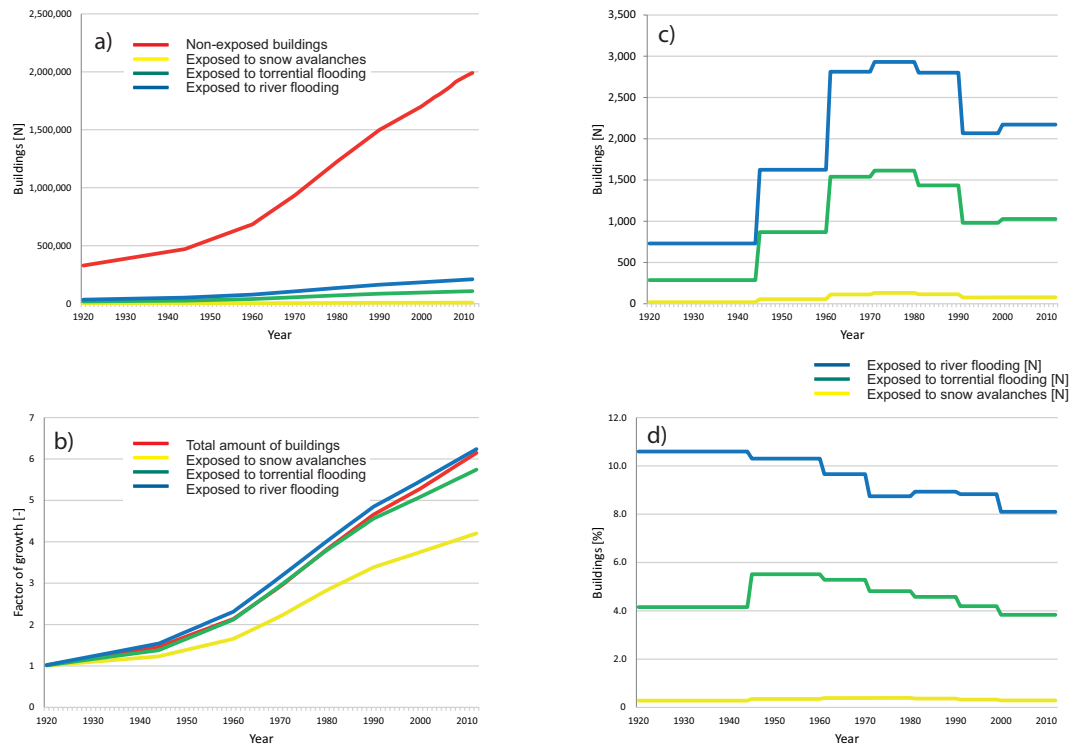 a)
Buildings [N]
2,500,000
2,000,000
1,500,000
1,000,000
500,000
0
Non-exposed buildings
Exposed to snow avalanches
Exposed to torrential flooding
Exposed to river flooding
1920 1930 1940 1950 1960 1970 1980 1990 2000 2010
Year
c)
Buildings [N]
3,500
3,000
2,500
2,000
1,500
1,000
500
0
1920 1930 1940 1950 1960 1970 1980 1990 2000 2010
Year
Exposed to river flooding [N]
Exposed to torrential flooding [N]
Exposed to snow avalanches [N]
b)
Factor of growth [-]
7
6
5
4
3
2
1
0
Total amount of buildings
Exposed to snow avalanches
Exposed to torrential flooding
Exposed to river flooding
1920 1930 1940 1950 1960 1970 1980 1990 2000 2010
Year
d)
Buildings [%]
12.0
10.0
8.0
6.0
4.0
2.0
0.0
1920 1930 1940 1950 1960 1970 1980 1990 2000 2010
Year